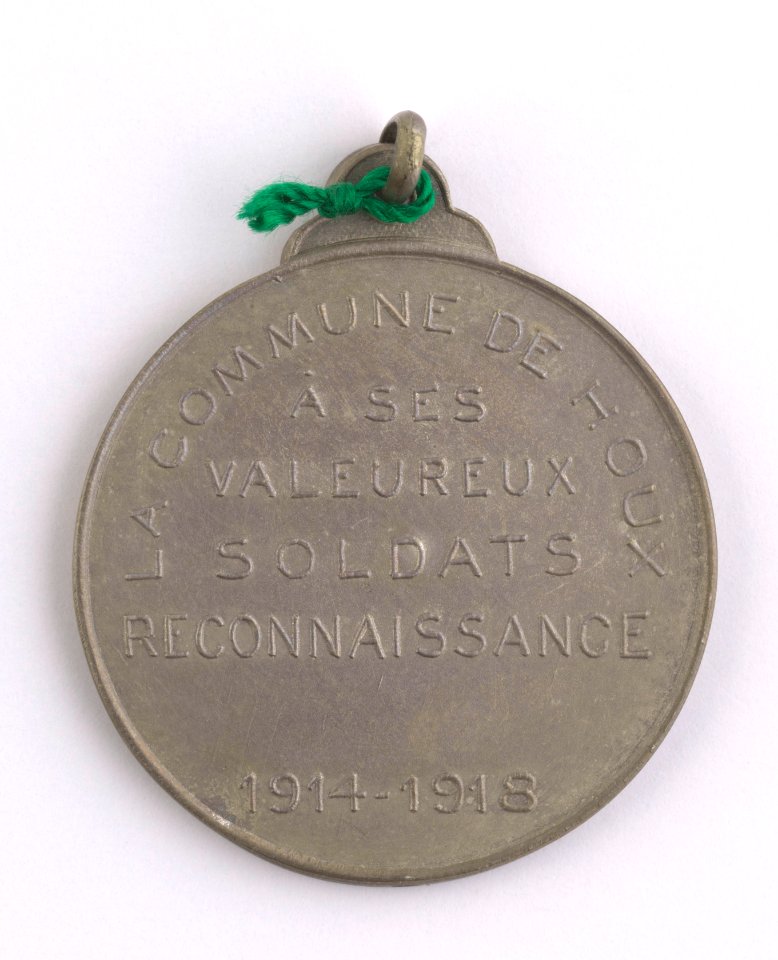 LA COMMUNE DE HOUX
À SES
VALEUREUX
SOLDATS
RECONNAISSANCE
1914-1918